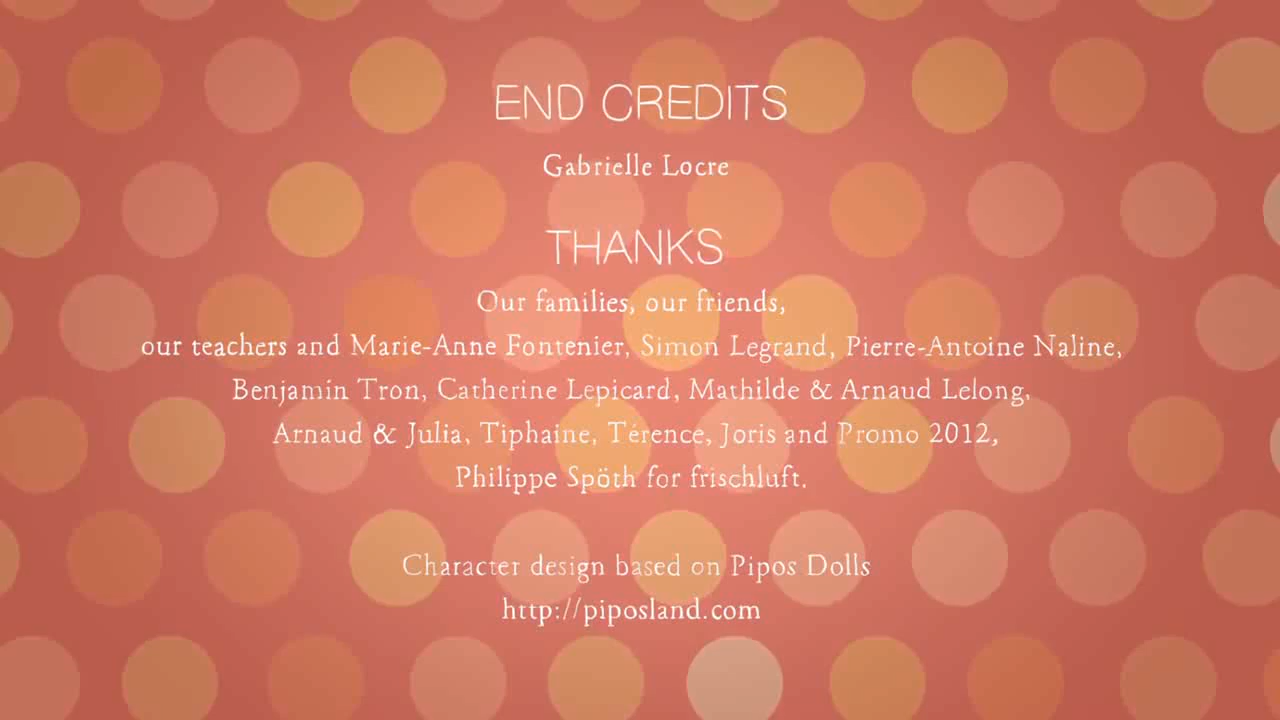 END CREDITS
Gabrielle Locre
THANKS
Our families, our friends,
our teachers and Marie-Anne Fontenier, Simon Legrand, Pierre-Antoine Naline,
Benjamin Tron, Catherine Lepicard, Mathilde & Arnaud Lelong,
Arnaud & Julia, Tiphaine, Térence, Joris and Promo 2012,
Philippe Spöth for frischluft.
Character design based on Pipos Dolls
http://piposland.com